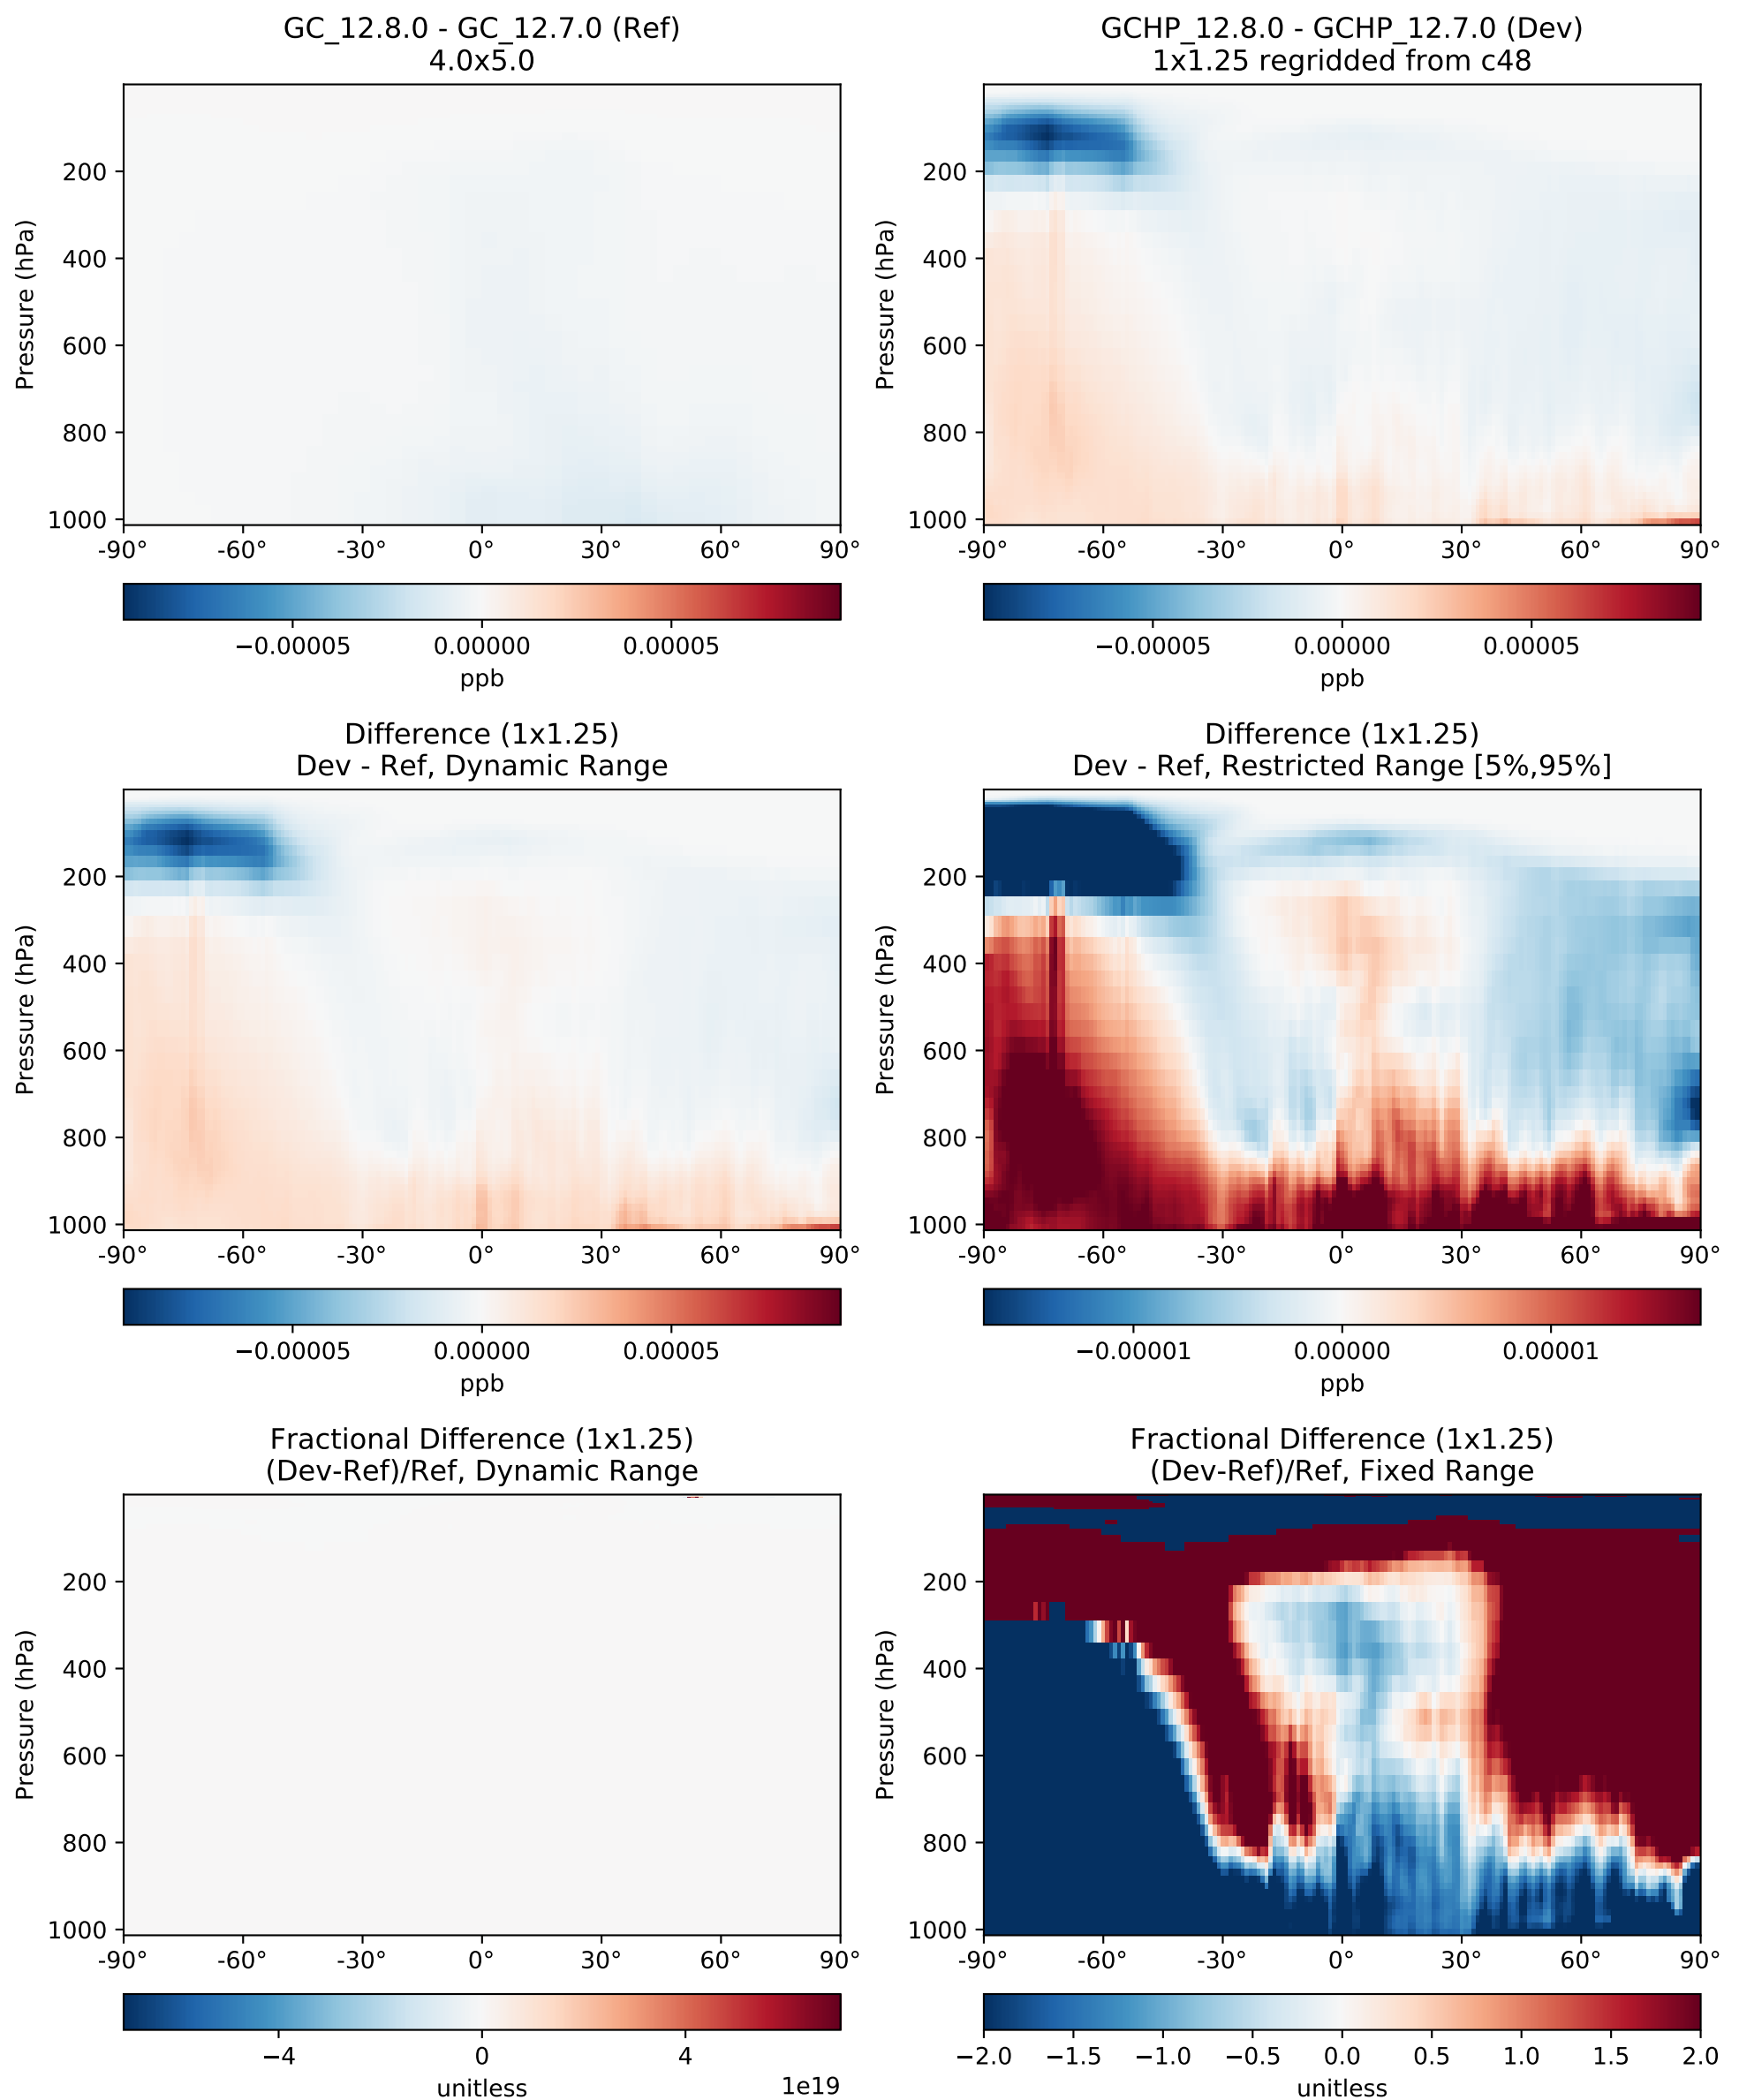 GC_12.8.0 - GC_12.7.0 (Ref)
4.0x5.0
GCHP_12.8.0 - GCHP_12.7.0 (Dev)
1x1.25 regridded from c48
Pressure (hPa)
200
400
600
800
1000
-90° -60° -30° 0° 30° 60° 90°
−0.00005 0.00000 0.00005
ppb
Pressure (hPa)
200
400
600
800
1000
-90° -60° -30° 0° 30° 60° 90°
−0.00005 0.00000 0.00005
ppb
Difference (1x1.25)
Dev - Ref, Dynamic Range
Difference (1x1.25)
Dev - Ref, Restricted Range [5%,95%]
Pressure (hPa)
200
400
600
800
1000
-90° -60° -30° 0° 30° 60° 90°
−0.00005 0.00000 0.00005
ppb
Pressure (hPa)
200
400
600
800
1000
-90° -60° -30° 0° 30° 60° 90°
−0.00001 0.00000 0.00001
ppb
Fractional Difference (1x1.25)
(Dev-Ref)/Ref, Dynamic Range
Fractional Difference (1x1.25)
(Dev-Ref)/Ref, Fixed Range
Pressure (hPa)
200
400
600
800
1000
-90° -60° -30° 0° 30° 60° 90°
−4 0 4
unitless 1e19
Pressure (hPa)
200
400
600
800
1000
-90° -60° -30° 0° 30° 60° 90°
−2.0 −1.5 −1.0 −0.5 0.0 0.5 1.0 1.5 2.0
unitless